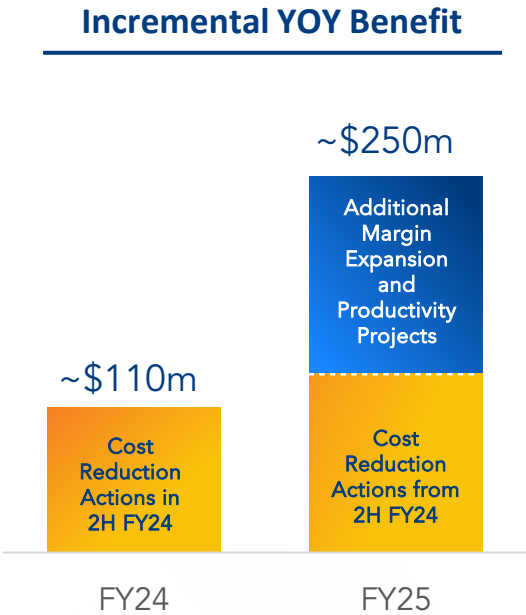 Incremental YOY Benefit
~$250m
Additional
Margin
Expansion
and
Productivity
Projects
~$110m
Cost
Reduction
Actions in
2H FY24
Cost
Reduction
Actions from
2H FY24
FY24
FY25